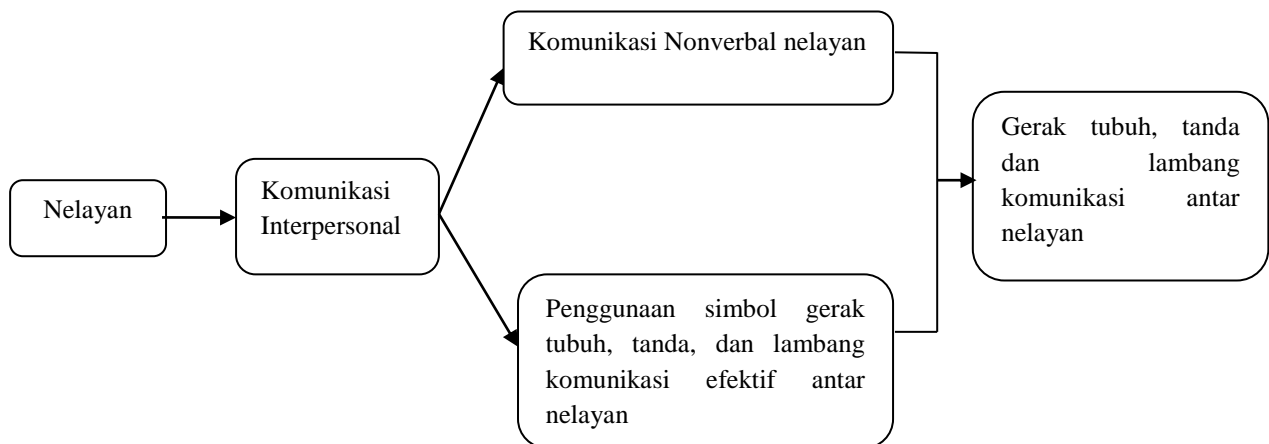 Nelayan
Komunikasi
Interpersonal
Komunikasi Nonverbal nelayan
Penggunaan simbol gerak
tubuh, tanda, dan lambang
komunikasi efektif antar
nelayan
Gerak tubuh, tanda
dan lambang
komunikasi antar
nelayan